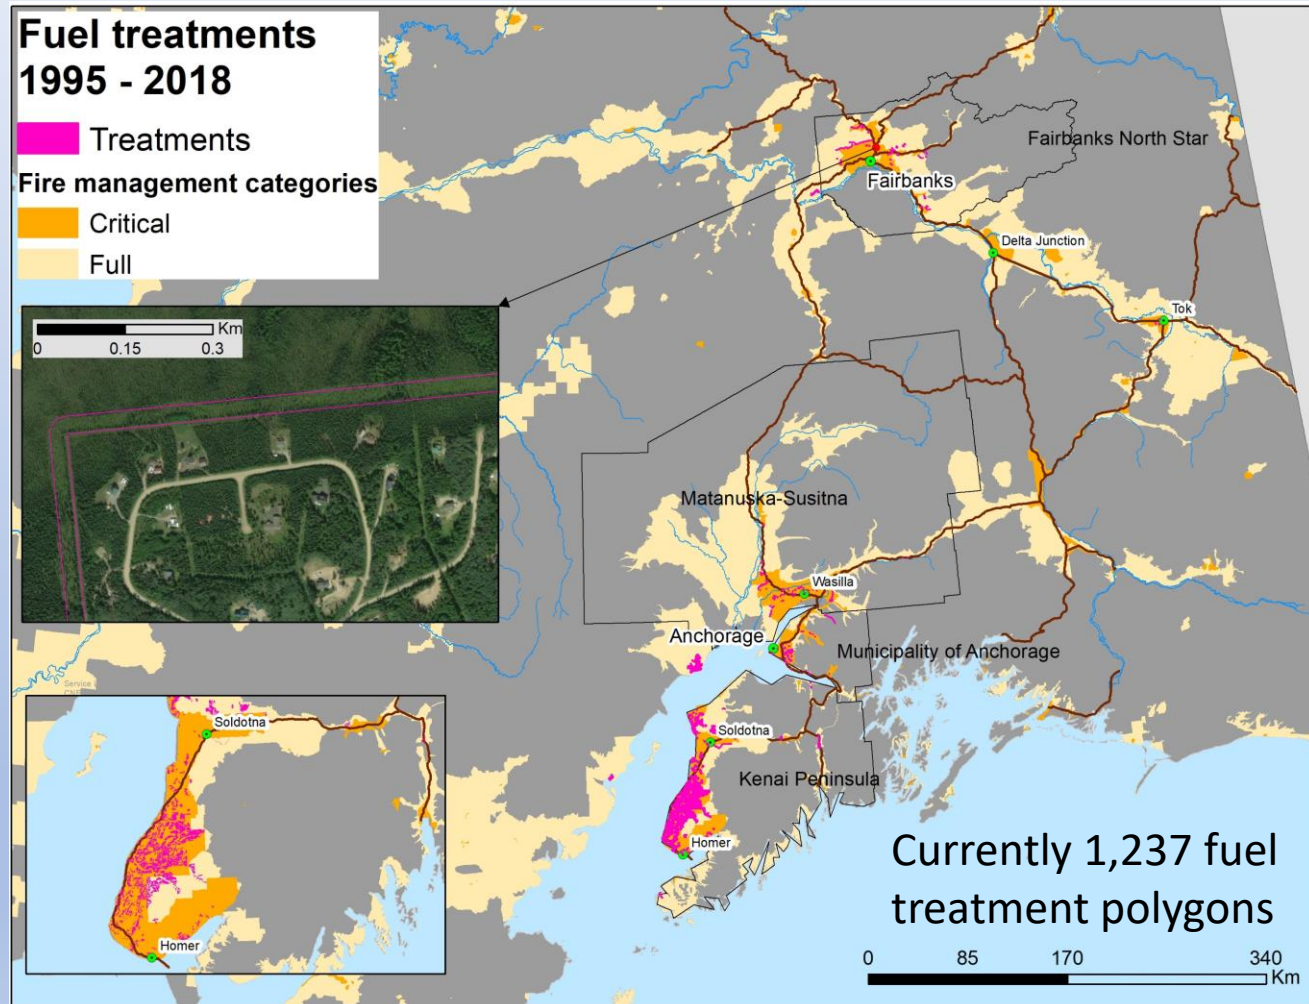 Fuel treatments
1995 - 2018
Treatments
Fire management categories
Critical
Full
Km
0 0.15 0.3
Fairbanks North Star
Fairbanks
Delta Junction
Tok
Matanuska-Susitna
Wasilla
Anchorage
Municipality of Anchorage
Soldotna
Kenai Peninsula
Homer
Service
Soldotna
Homer
Currently 1,237 fuel
treatment polygons
0 85 170 340
Km